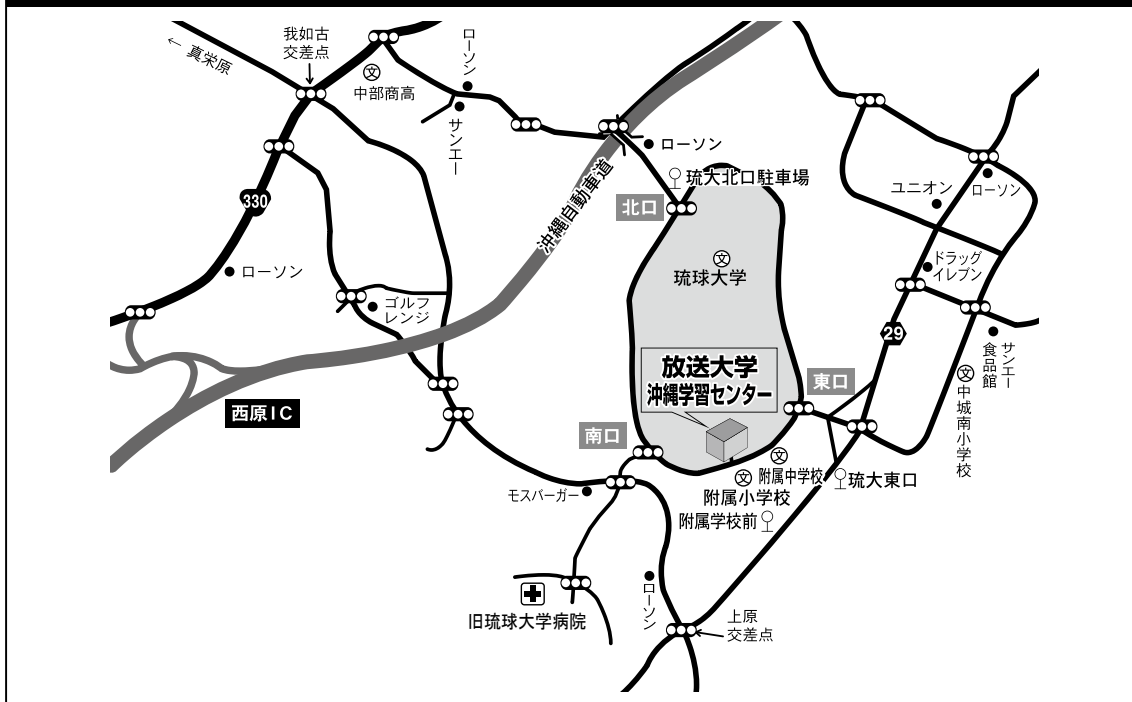 我如古
交差点
← 真栄原
文
中部商高
ローソン
サンエー
ローソン
琉大北口駐車場
北口
沖縄自動車道
330
ローソン
ゴルフ
レンジ
西原IC
文
琉球大学
放送大学
沖縄学習センター
南口
東口
ユニオン
ローソン
ドラッグ
イレブン
29
サンエー
食品館
文
中城南小学校
文
附属中学校
文
附属小学校
琉大東口
附属学校前
モスバーガー
旧琉球大学病院
ローソン
上原
交差点